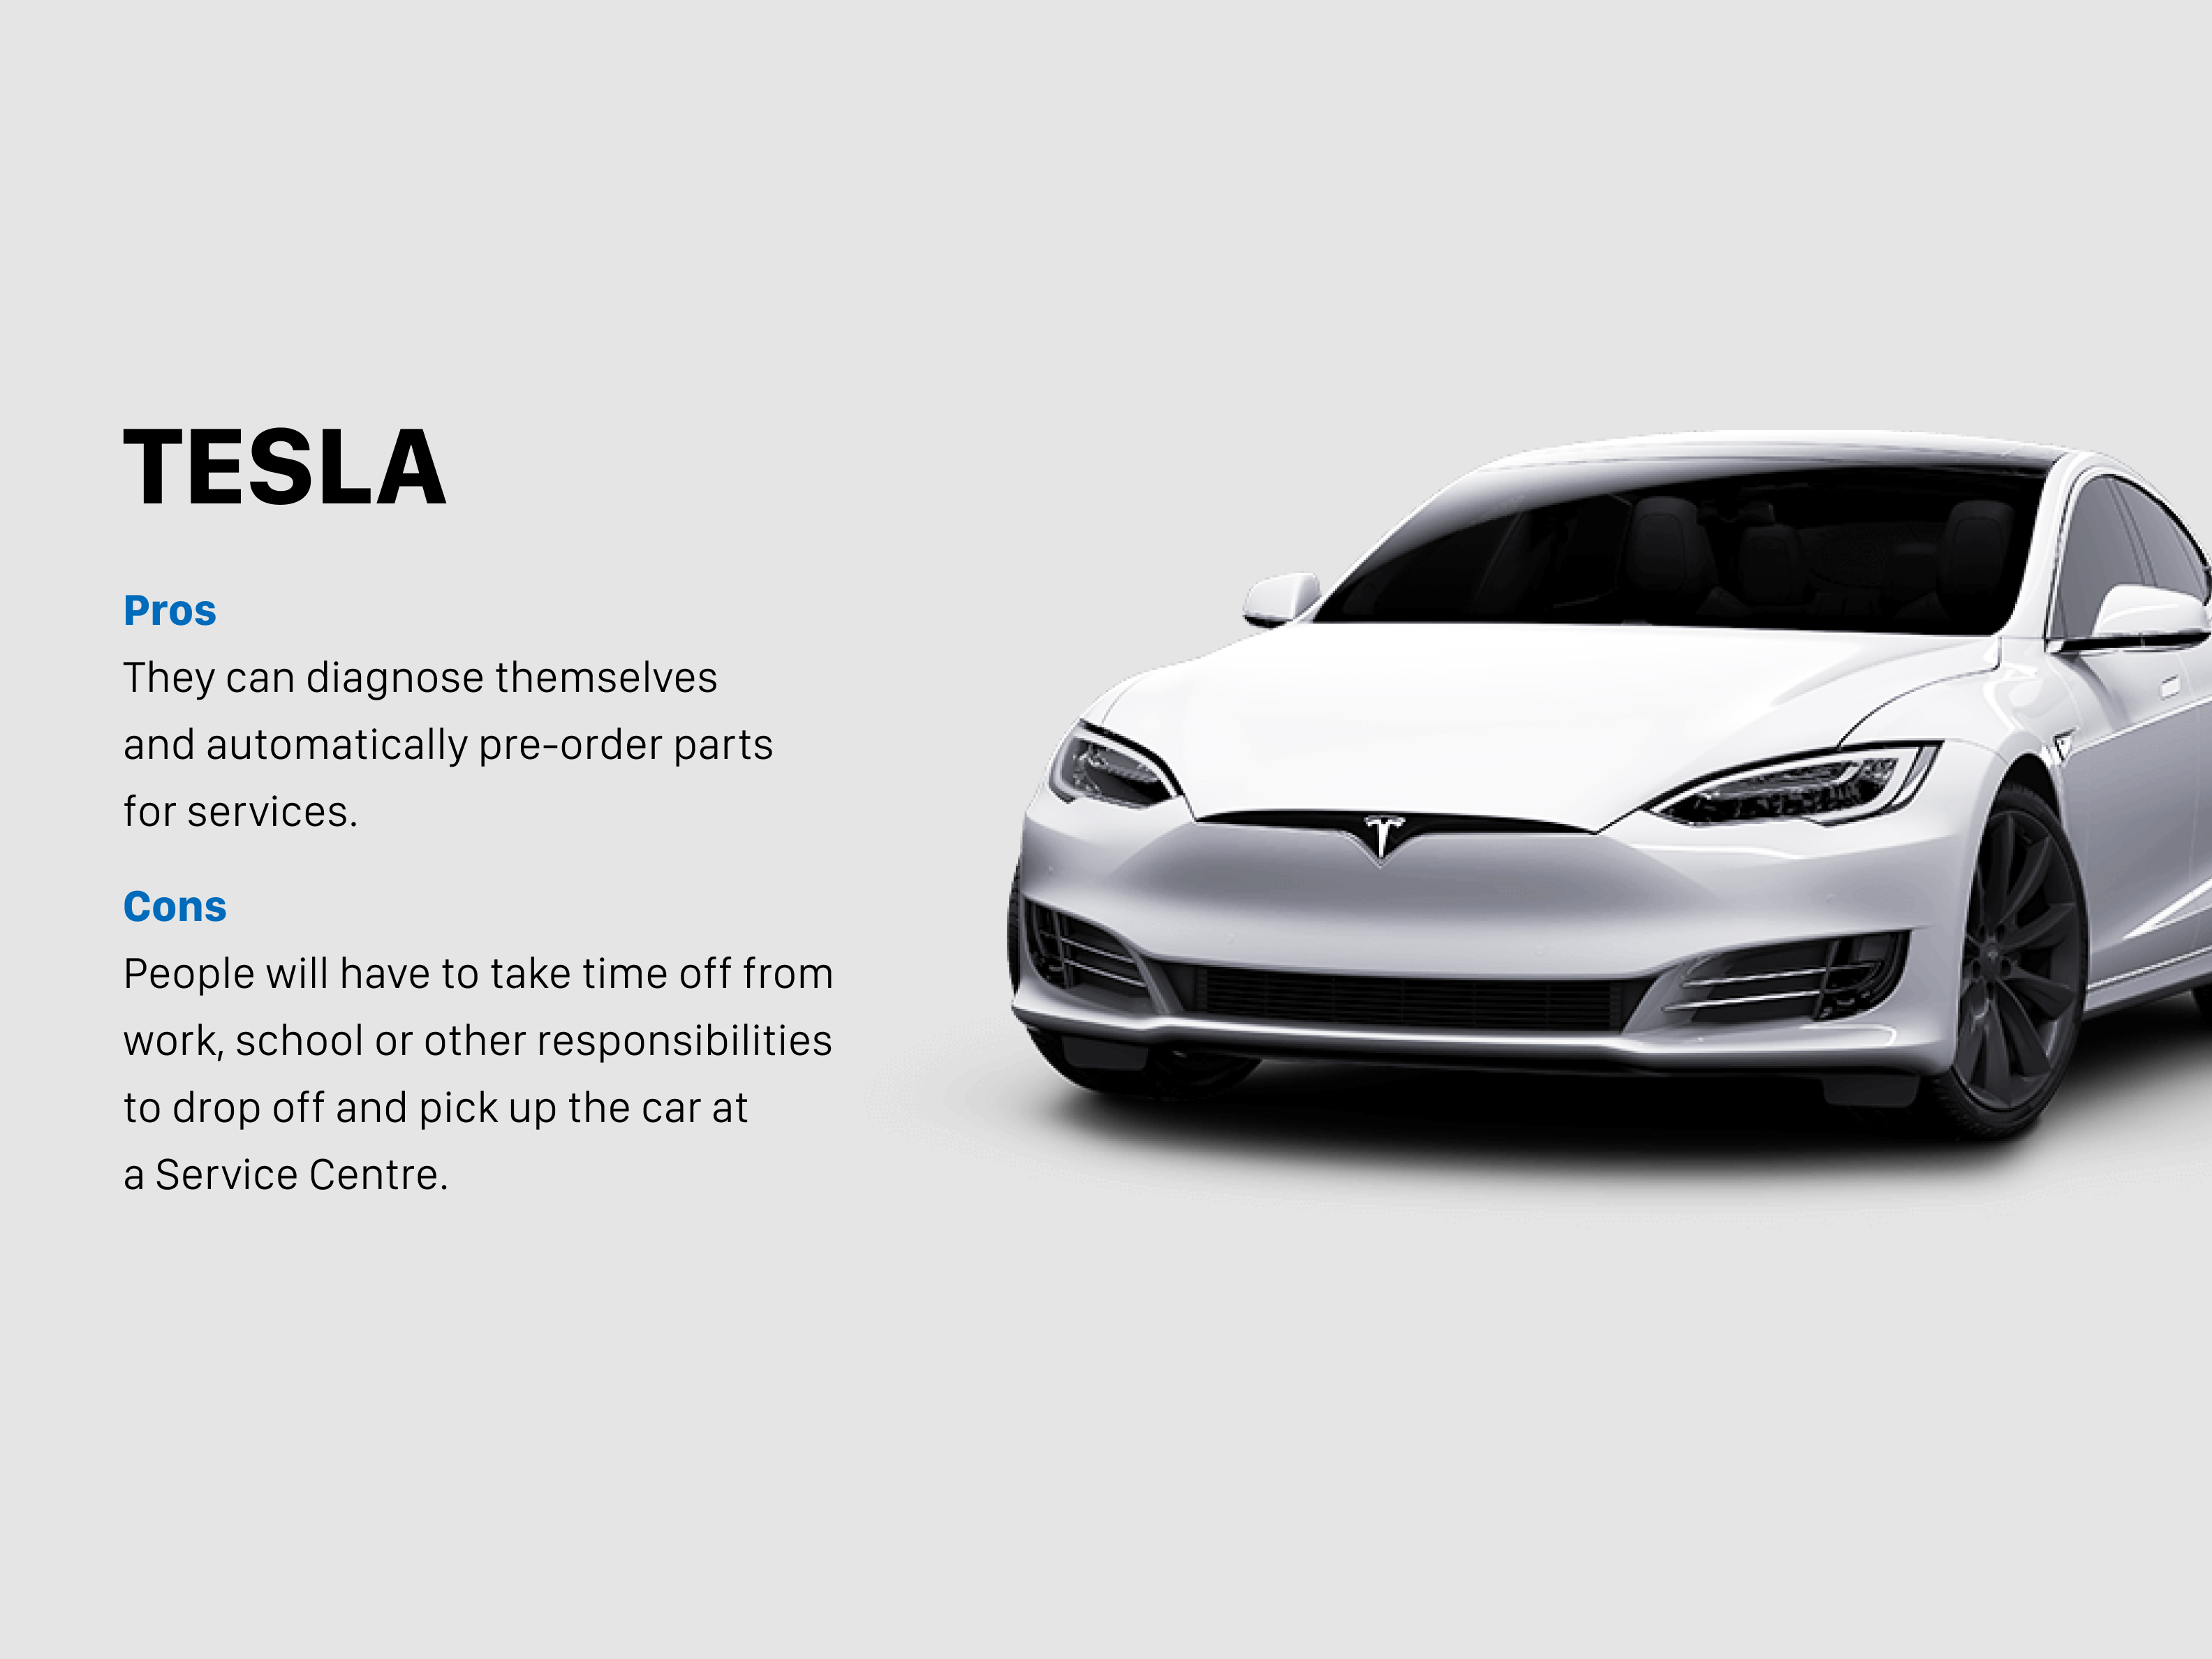 TESLA
Pros
They can diagnose themselves
and automatically pre-order parts
for services.
Cons
People will have to take time off from
work, school or other responsibilities
to drop off and pick up the car at
a Service Centre.